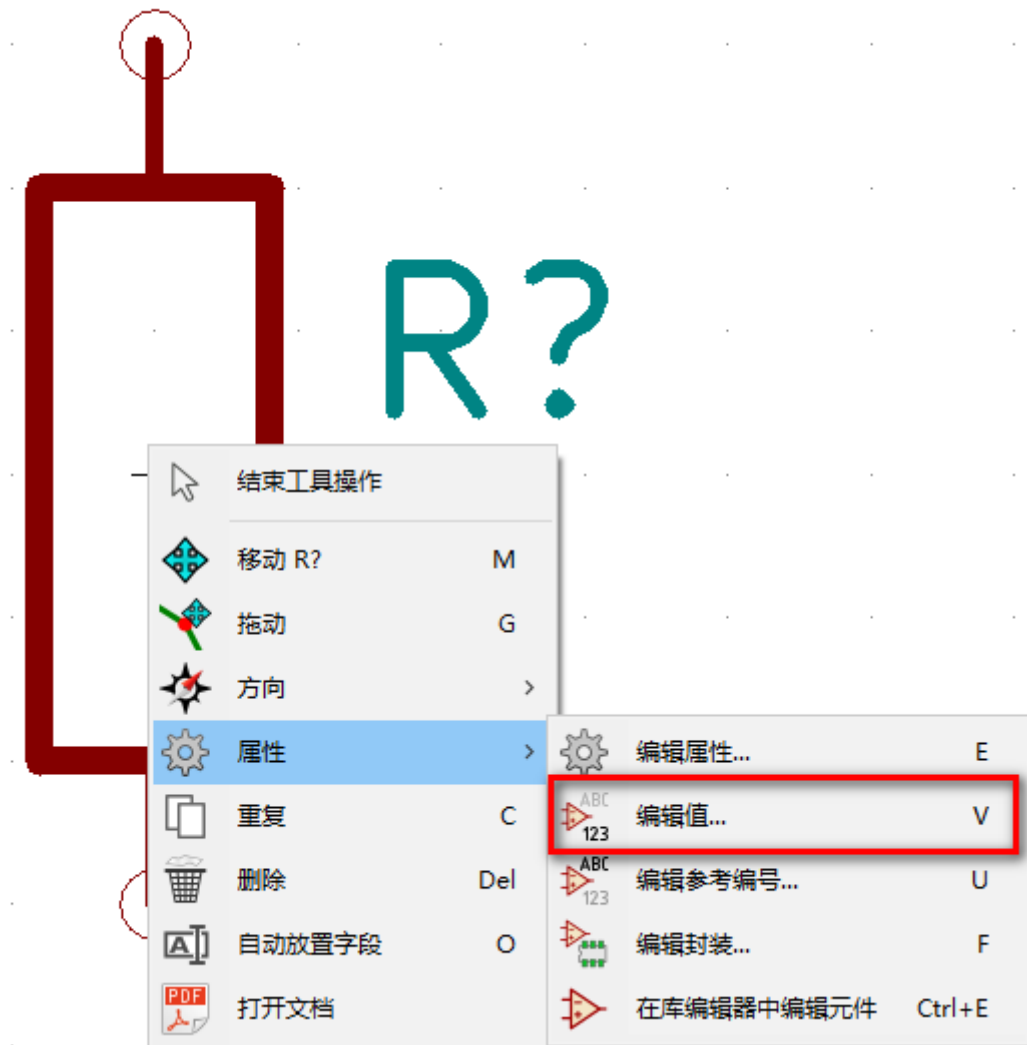 R?
结束工具操作
移动 R? M
拖动 G
方向 >
属性 >
重复 C
删除 Del
自动放置字段 O
PDF 打开文档
编辑属性... E
ABC 123 编辑值... V
ABC 123 编辑参考编号... U
编辑封装... F
在库编辑器中编辑元件 Ctrl+E